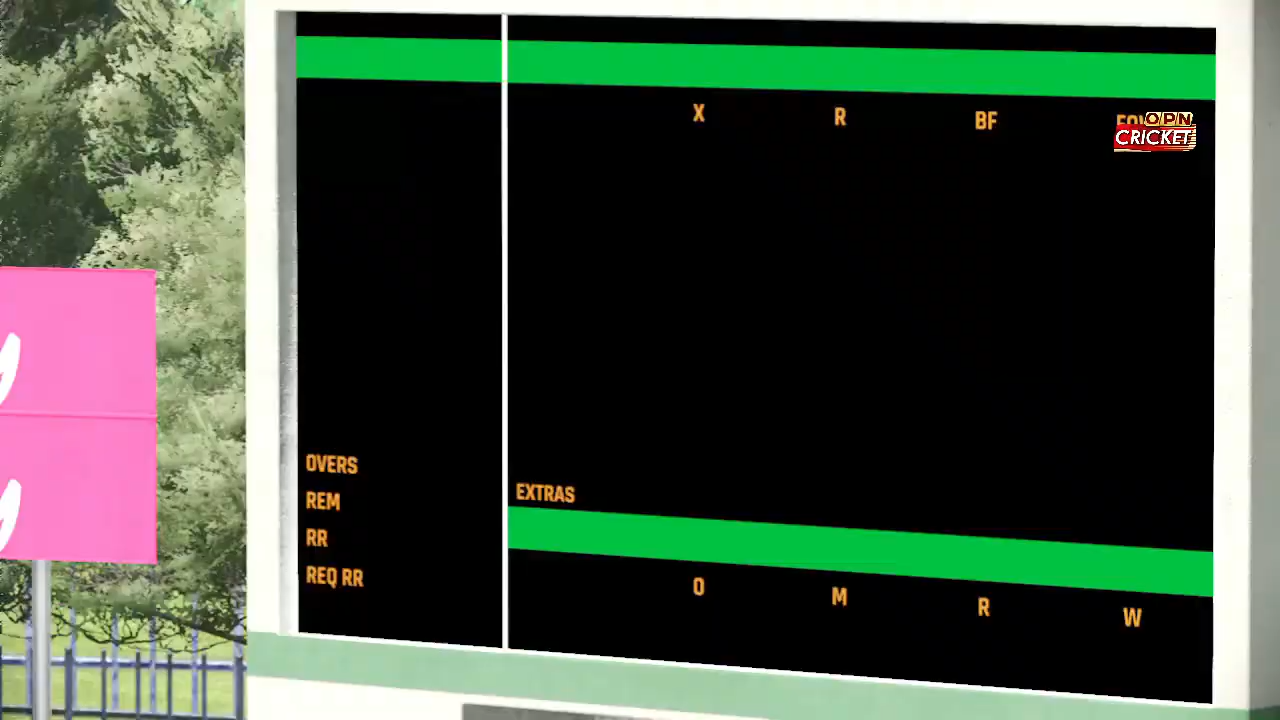 X R BF
OPN
CRICKET
OVERS
REM
RR
REQ RR
EXTRAS
O M R W